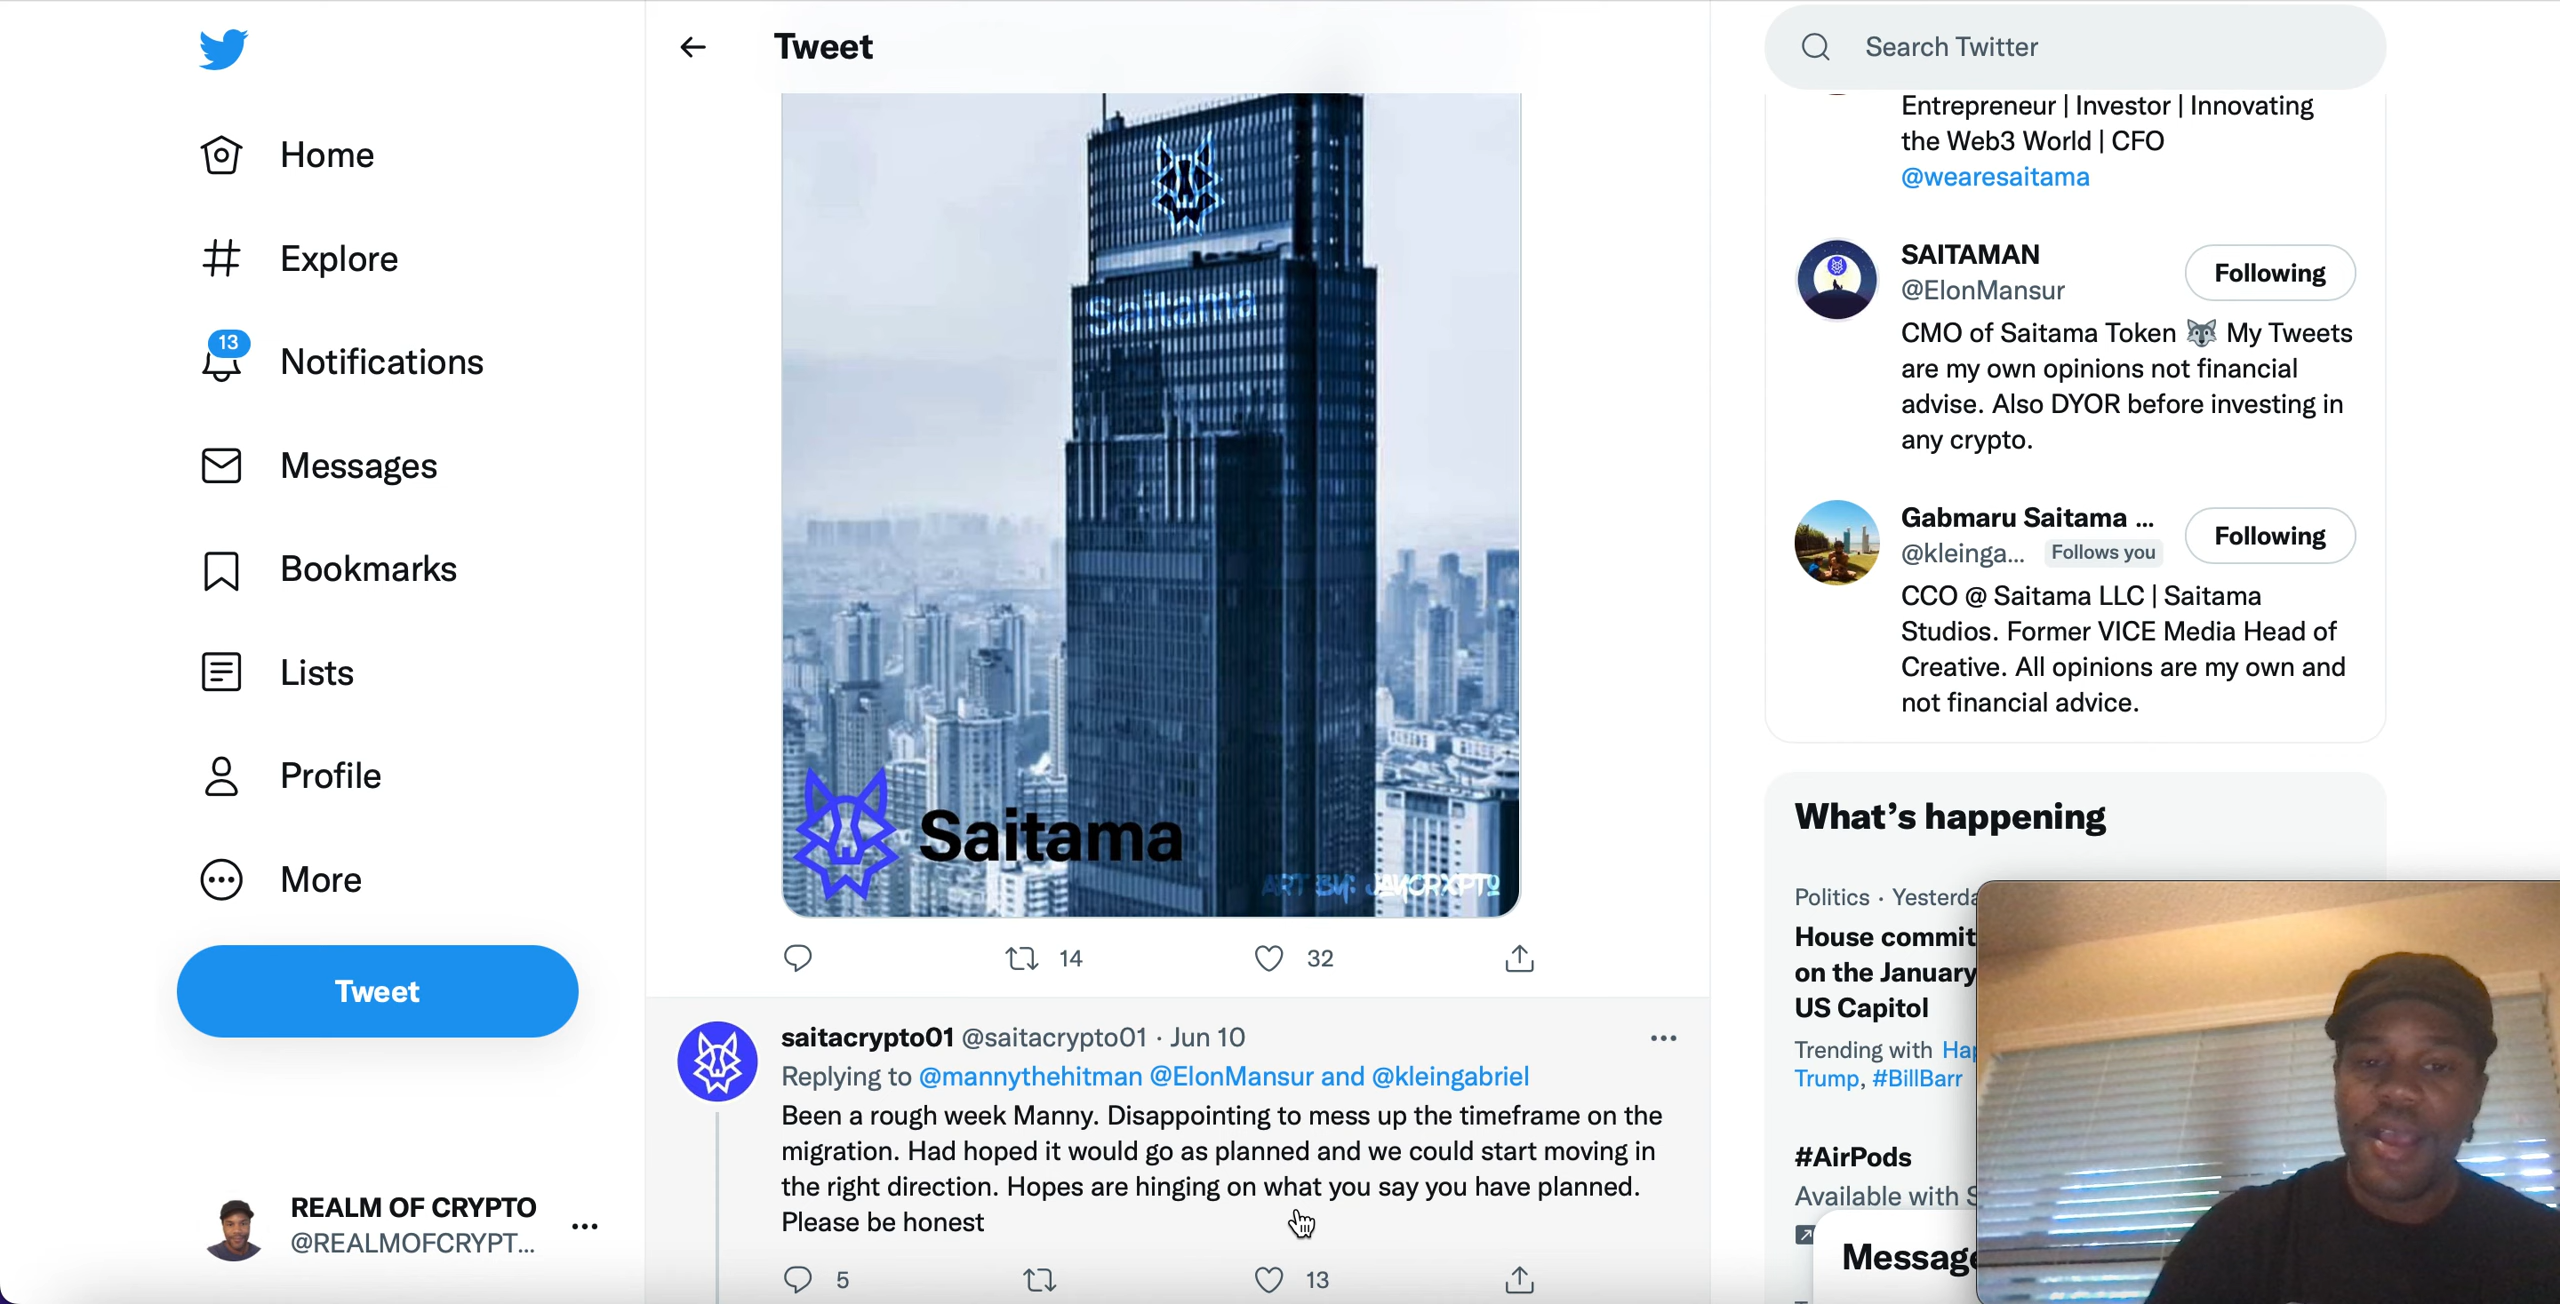 Home
Explore
13
Notifications
Messages
Bookmarks
Lists
Profile
More
Tweet
REALM OF CRYPTO
@REALMOFCRYPT...
Tweet
Saitama
Saitama
ART BY: JAYCRXPTO
14
32
saitacrypto01 @saitacrypto01 · Jun 10
Replying to @mannythehitman @ElonMansur and @kleingabriel
Been a rough week Manny. Disappointing to mess up the timeframe on the
migration. Had hoped it would go as planned and we could start moving in
the right direction. Hopes are hinging on what you say you have planned.
Please be honest
5
13
Search Twitter
Entrepreneur | Investor | Innovating
the Web3 World | CFO
@wearesaitama
SAITAMAN
@ElonMansur
Following
CMO of Saitama Token 🐺 My Tweets
are my own opinions not financial
advise. Also DYOR before investing in
any crypto.
Gabmaru Saitama ...
@kleinga...
Follows you
Following
CCO @ Saitama LLC | Saitama
Studios. Former VICE Media Head of
Creative. All opinions are my own and
not financial advice.
What's happening
Politics · Yesterda
House commit
on the January
US Capitol
Trending with Hap
Trump, #BillBarr
#AirPods
Available with S
Message